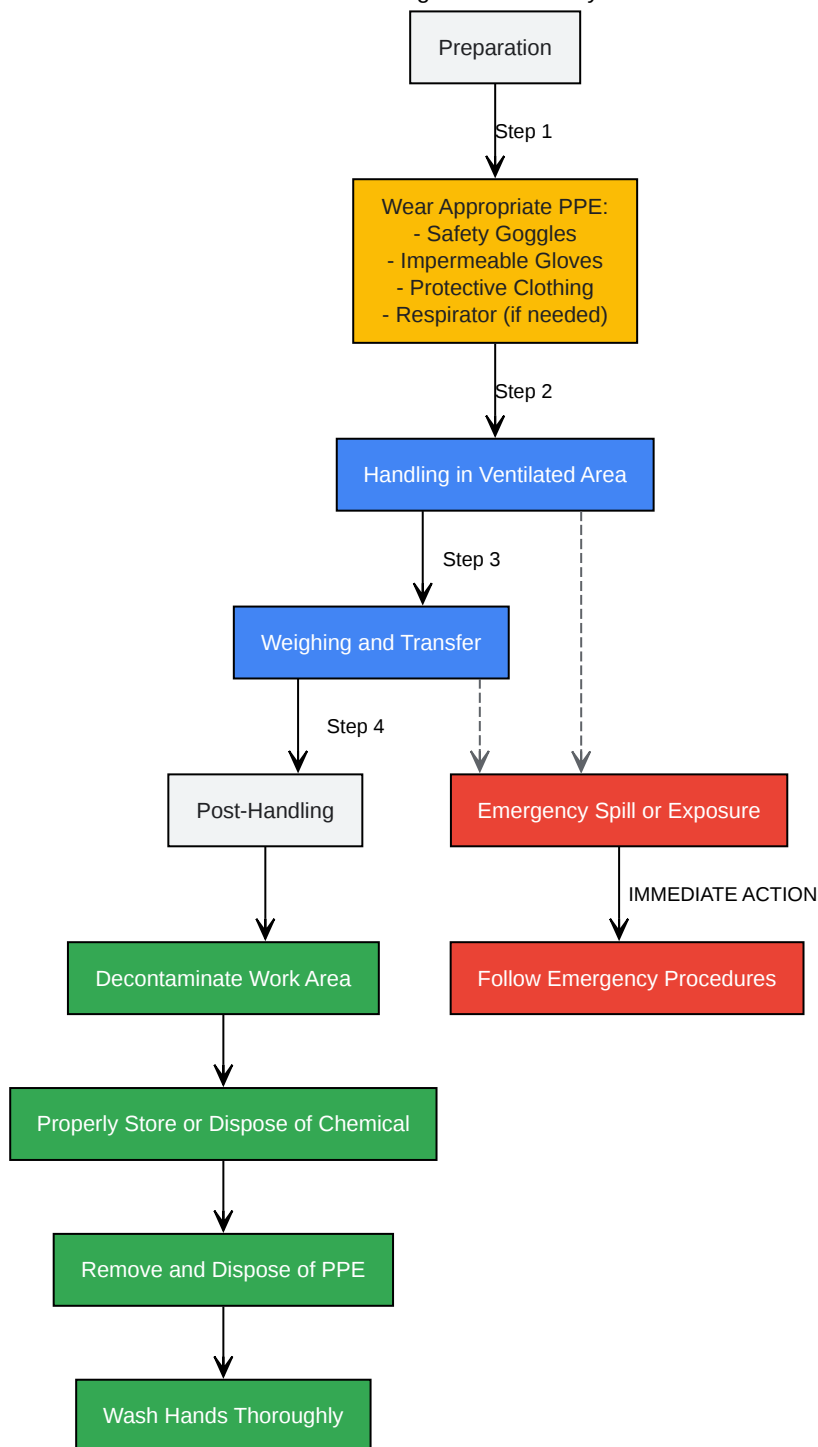 Preparation
Step 1
Wear Appropriate PPE:
- Safety Goggles
- Impermeable Gloves
- Protective Clothing
- Respirator (if needed)
Step 2
Handling in Ventilated Area
Step 3
Weighing and Transfer
Step 4
Post-Handling
Emergency Spill or Exposure
IMMEDIATE ACTION
Decontaminate Work Area
Follow Emergency Procedures
Properly Store or Dispose of Chemical
Remove and Dispose of PPE
Wash Hands Thoroughly